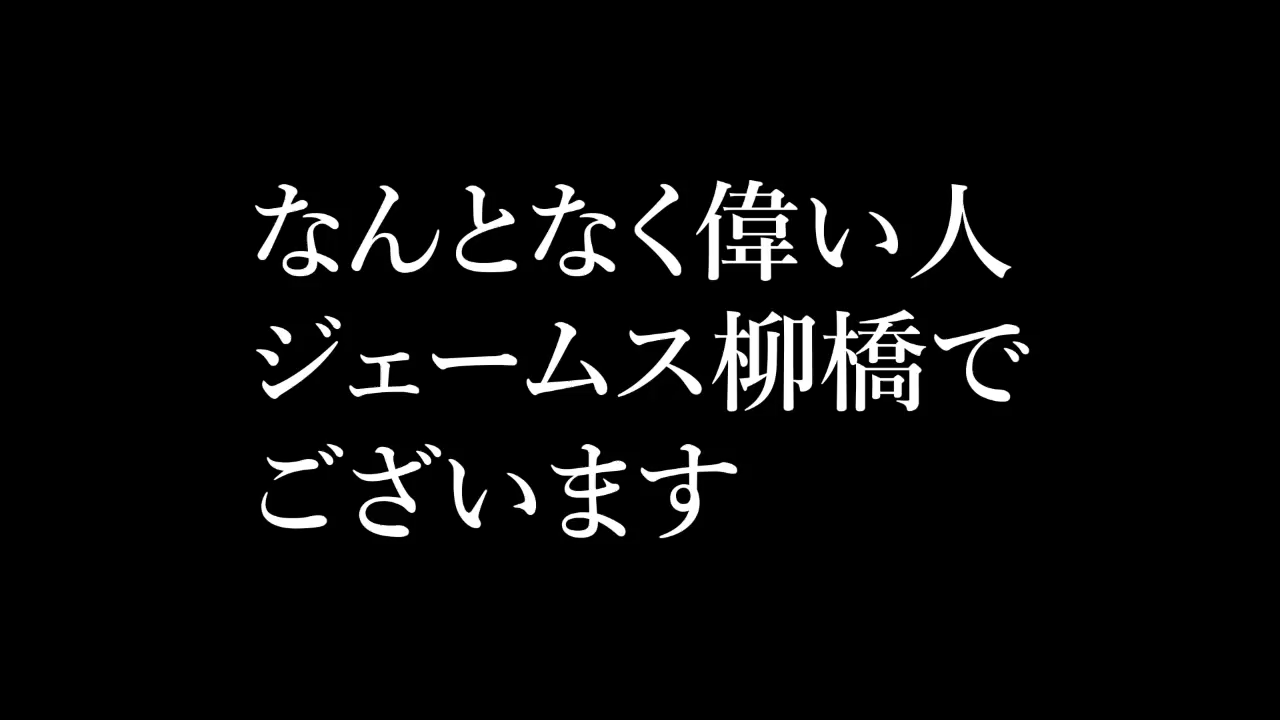 なんとなく偉い人
ジェームス柳橋で
ございます